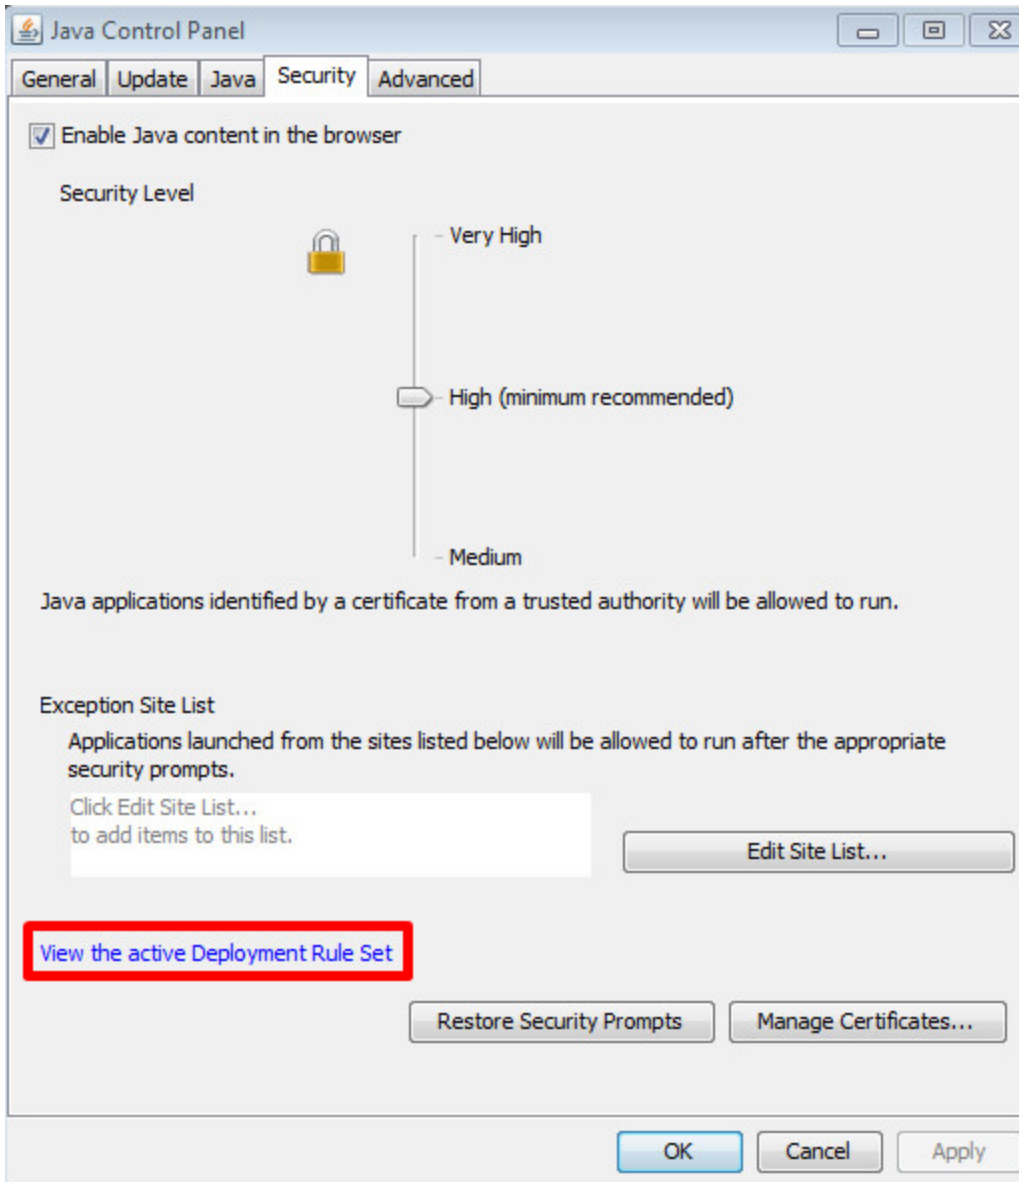 Java Control Panel
General Update Java Security Advanced
Enable Java content in the browser
Security Level
Very High
High (minimum recommended)
Medium
Java applications identified by a certificate from a trusted authority will be allowed to run.
Exception Site List
Applications launched from the sites listed below will be allowed to run after the appropriate
security prompts.
Click Edit Site List...
to add items to this list.
Edit Site List...
View the active Deployment Rule Set
Restore Security Prompts Manage Certificates...
OK Cancel Apply